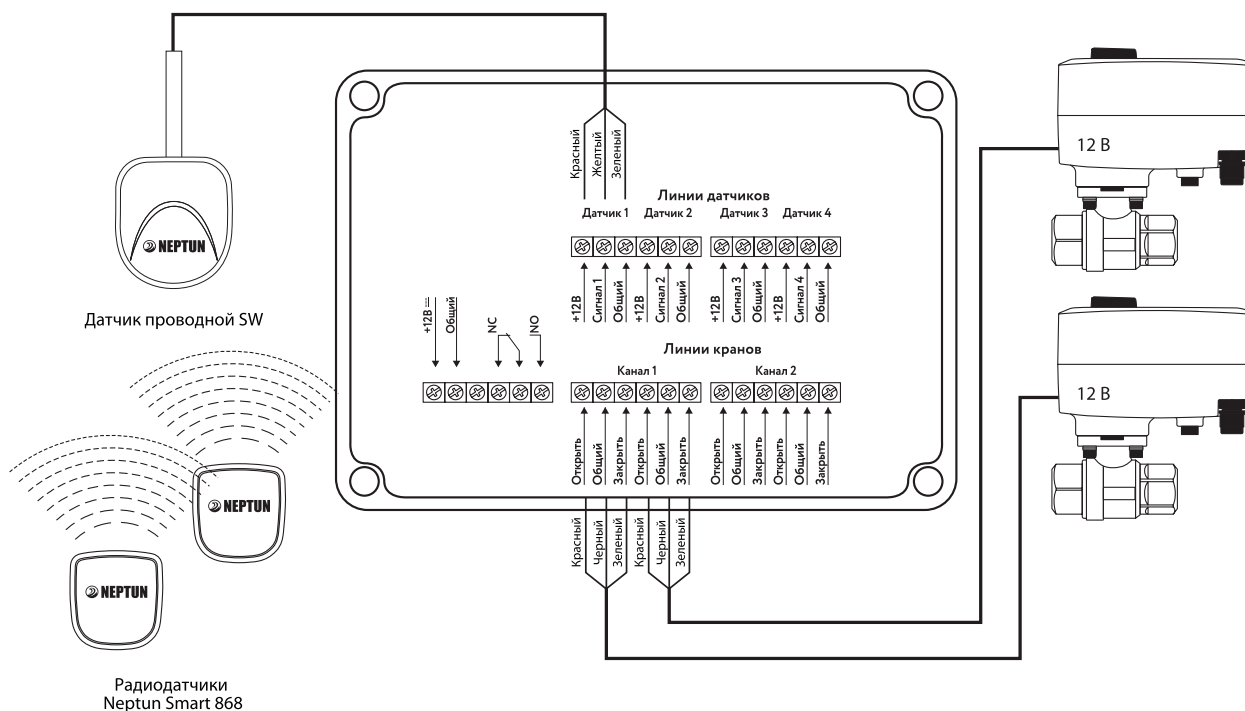 Красный
Желтый
Зеленый
12 В
Линии датчиков
Датчик 1
Датчик 2
Датчик 3
Датчик 4
NEPTUN
Датчик проводной SW
+12В
Сигнал 1
Общий
+12В
Сигнал 2
Общий
+12В
Сигнал 3
Общий
+12В
Сигнал 4
Общий
+12В
Общий
NC
NO
Линии кранов
Канал 1
Канал 2
12 В
Открыть
Общий
Закрыть
Открыть
Общий
Закрыть
Открыть
Общий
Закрыть
Открыть
Общий
Закрыть
NEPTUN
Красный
Черный
Зеленый
Красный
Черный
Зеленый
NEPTUN
Радиодатчики
Neptun Smart 868